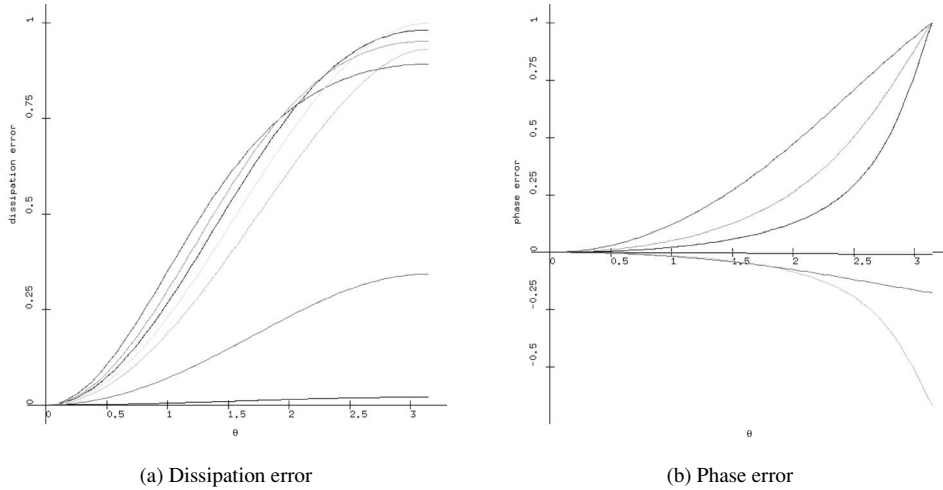 1
0.75
0.5
0.25
0
dissipation error
0 0.5 1 1.5 2 2.5 3
θ
(a) Dissipation error
1
0.75
0.5
0.25
0
-0.25
-0.5
phase error
0 0.5 1 1.5 2 2.5 3
θ
(b) Phase error